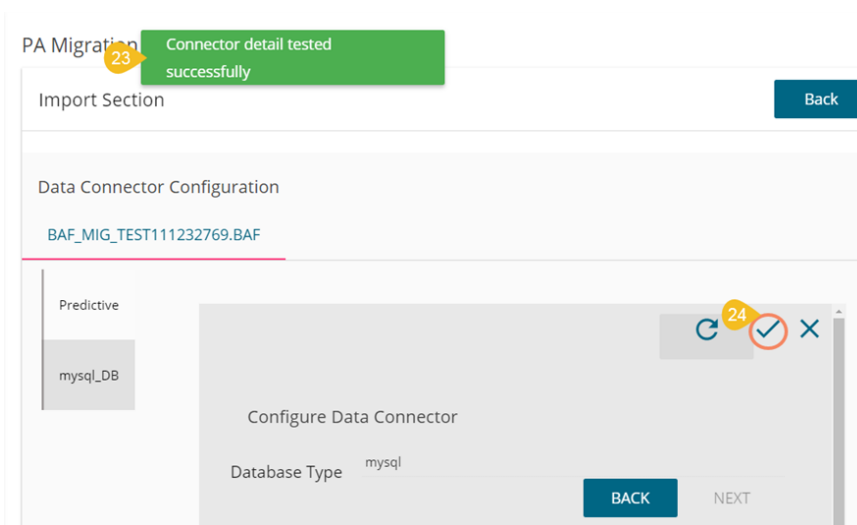 PA Migration
23
Connector detail tested
successfully
Import Section
Back
Data Connector Configuration
BAF_MIG_TEST111232769.BAF
Predictive
24
mysql_DB
Configure Data Connector
Database Type
mysql
BACK
NEXT